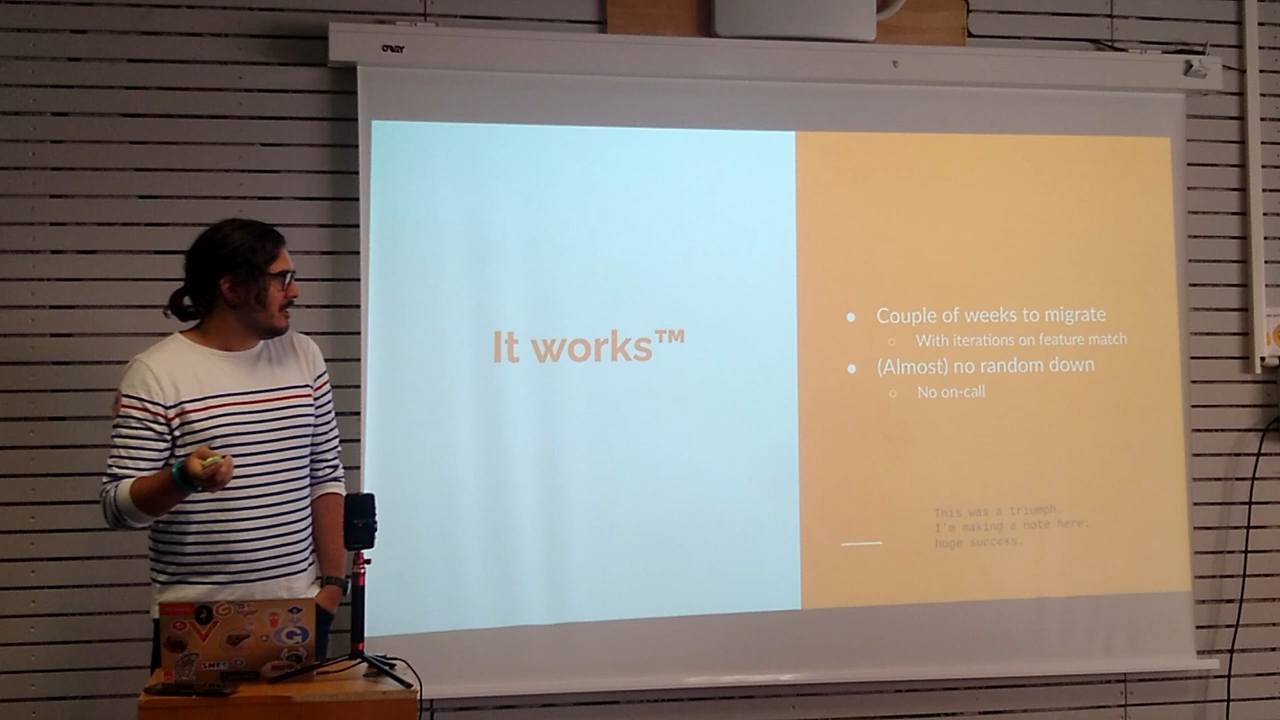 oray
It works™
Couple of weeks to migrate
With iterations on feature match
(Almost) no random down
No on-call
This was a triumph.
I'm making a note here:
huge success.